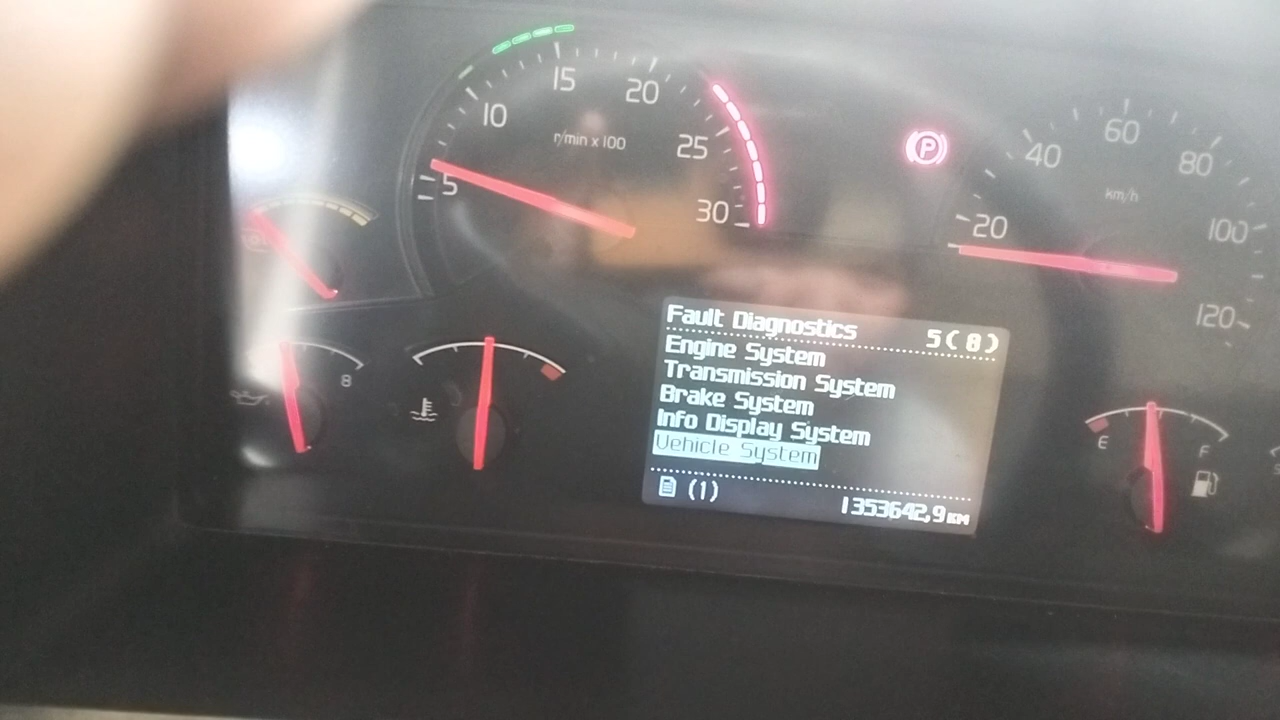 15
20
10
r/min x 100
25
5
30
P
60
40
80
km/h
20
100
120
8
Fault Diagnostics 5(8)
Engine System
Transmission System
Brake System
Info Display System
Vehicle System
(1) 1353642,9 KM
E
F